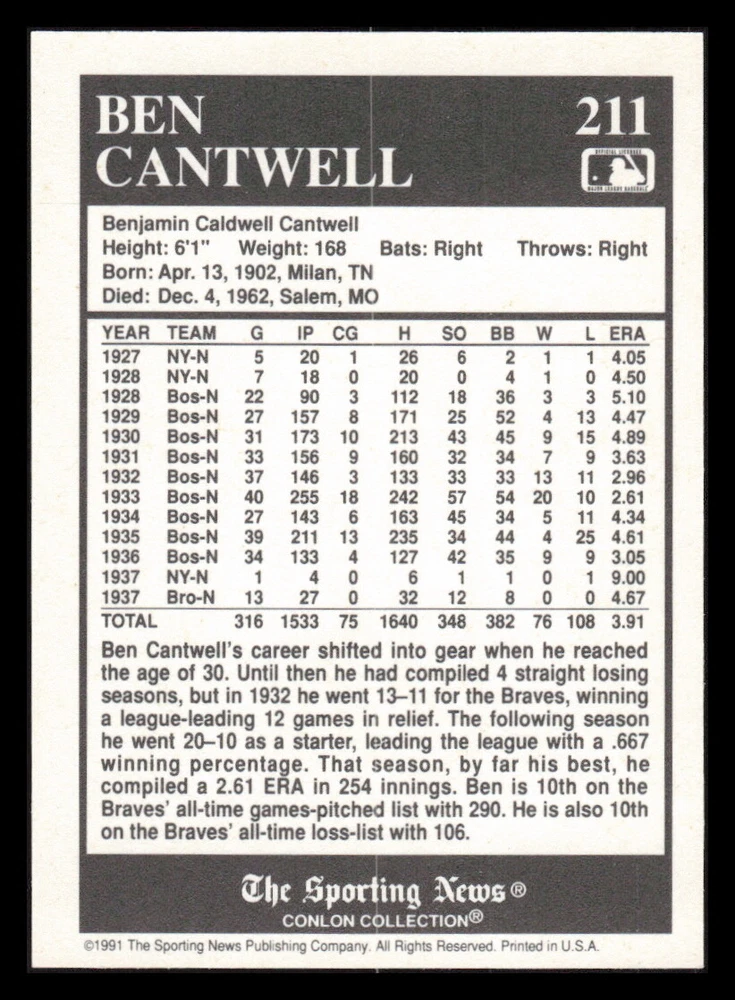 BEN
CANTWELL
211
OFFICIAL LICENSEE
MAJOR LEAGUE BASEBALL
Benjamin Caldwell Cantwell
Height: 6'1" Weight: 168 Bats: Right Throws: Right
Born: Apr. 13, 1902, Milan, TN
Died: Dec. 4, 1962, Salem, MO
YEAR TEAM G IP CG H SO BB W L ERA
1927 NY-N 5 20 1 26 6 2 1 1 4.05
1928 NY-N 7 18 0 20 0 4 1 0 4.50
1928 Bos-N 22 90 3 112 18 36 3 3 5.10
1929 Bos-N 27 157 8 171 25 52 4 13 4.47
1930 Bos-N 31 173 10 213 43 45 9 15 4.89
1931 Bos-N 33 156 9 160 32 34 7 9 3.63
1932 Bos-N 37 146 3 133 33 33 13 11 2.96
1933 Bos-N 40 255 18 242 57 54 20 10 2.61
1934 Bos-N 27 143 6 163 45 34 5 11 4.34
1935 Bos-N 39 211 13 235 34 44 4 25 4.61
1936 Bos-N 34 133 4 127 42 35 9 9 3.05
1937 NY-N 1 4 0 6 1 1 0 1 9.00
1937 Bro-N 13 27 0 32 12 8 0 0 4.67
TOTAL 316 1533 75 1640 348 382 76 108 3.91
Ben Cantwell's career shifted into gear when he reached
the age of 30. Until then he had compiled 4 straight losing
seasons, but in 1932 he went 13–11 for the Braves, winning
a league-leading 12 games in relief. The following season
he went 20–10 as a starter, leading the league with a .667
winning percentage. That season, by far his best, he
compiled a 2.61 ERA in 254 innings. Ben is 10th on the
Braves' all-time games-pitched list with 290. He is also 10th
on the Braves' all-time loss-list with 106.
The Sporting News®
CONLON COLLECTION®
©1991 The Sporting News Publishing Company. All Rights Reserved. Printed in U.S.A.